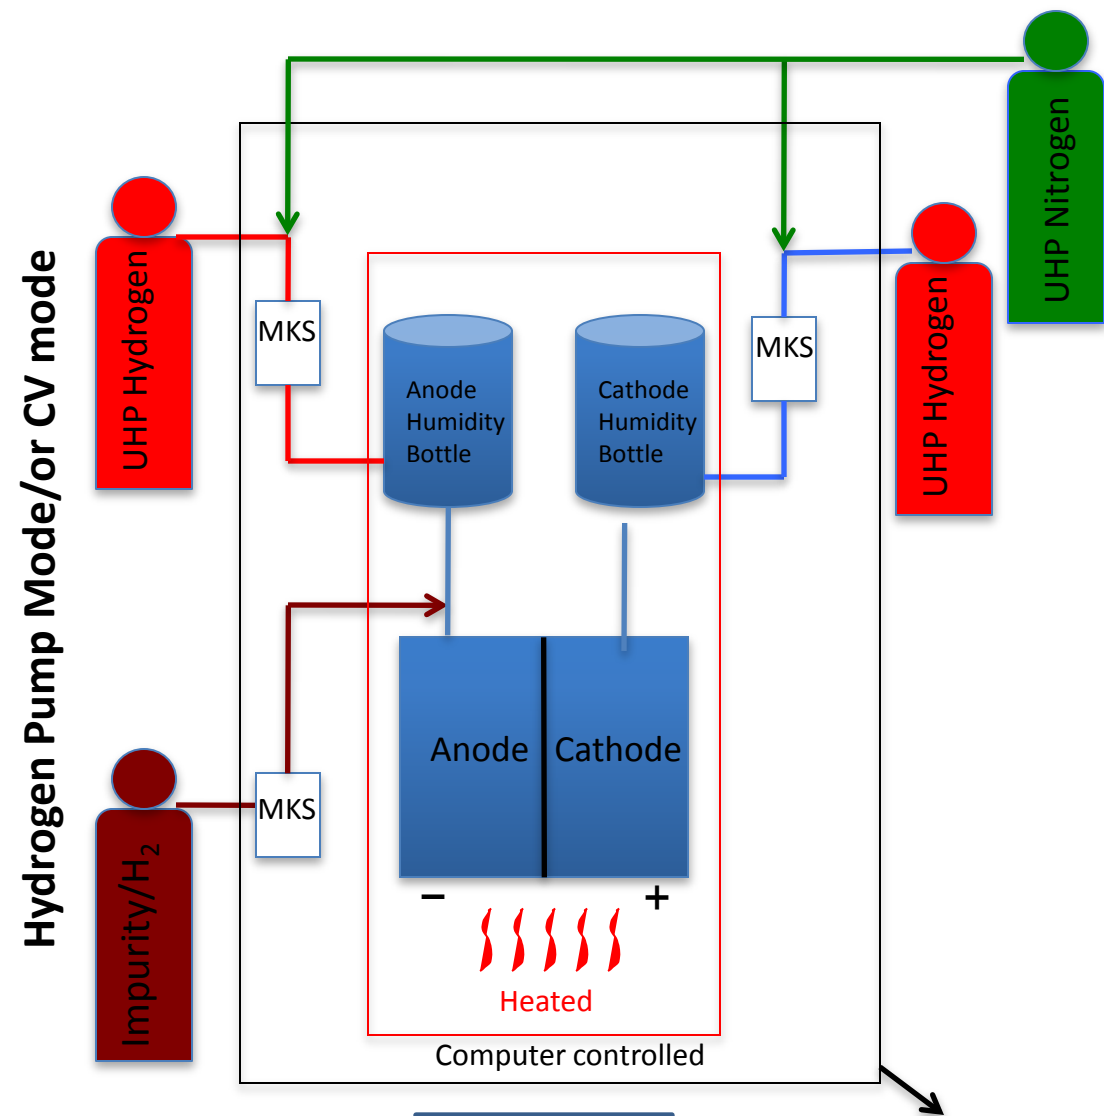 Hydrogen Pump Mode/or CV mode
UHP Nitrogen
UHP Hydrogen
UHP Hydrogen
MKS
MKS
Anode
Humidity
Bottle
Cathode
Humidity
Bottle
Anode
Cathode
MKS
Impurity/H₂
–
+
Heated
Computer controlled